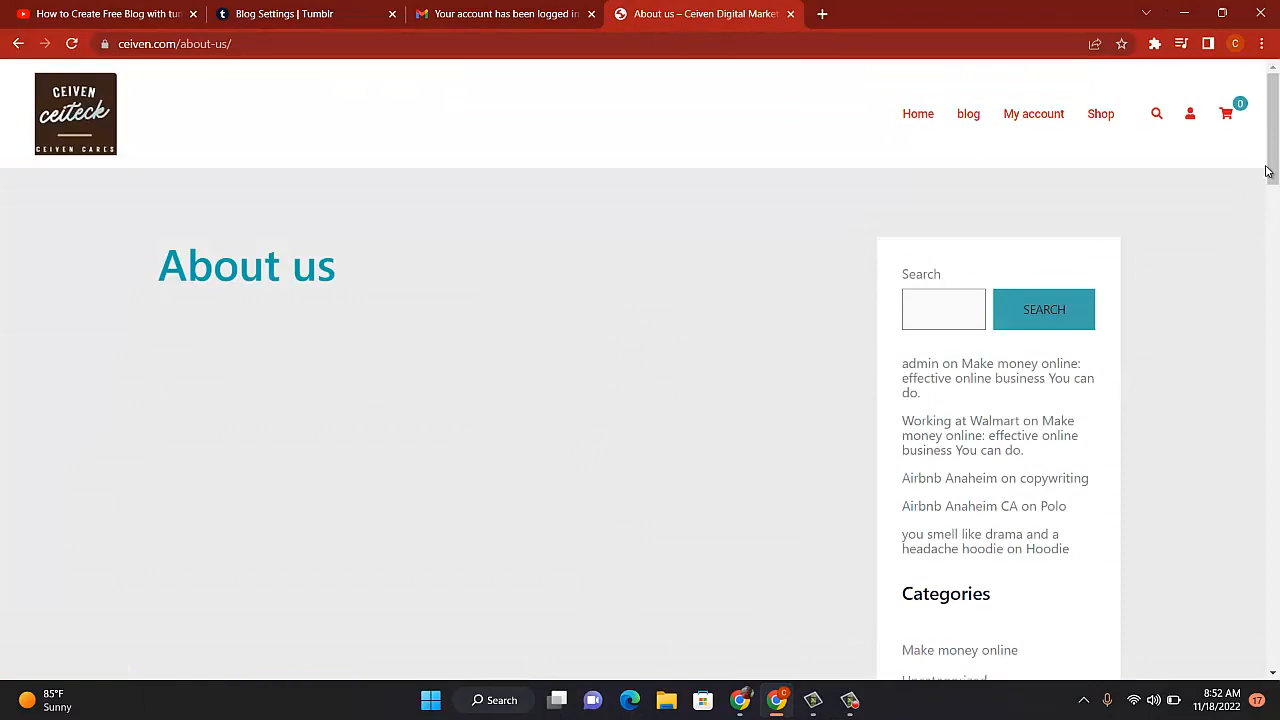 How to Create Free Blog with tum
Blog Settings | Tumblr
Your account has been logged in
About us – Ceiven Digital Market
ceiven.com/about-us/
C
CEIVEN
ceiteck
CEIVEN CARES
Home
blog
My account
Shop
0
About us
Search
SEARCH
admin on Make money online:
effective online business You can
do.
Working at Walmart on Make
money online: effective online
business You can do.
Airbnb Anaheim on copywriting
Airbnb Anaheim CA on Polo
you smell like drama and a
headache hoodie on Hoodie
Categories
Make money online
Uncategorized
85°F
Sunny
Search
8:52 AM
11/18/2022
17